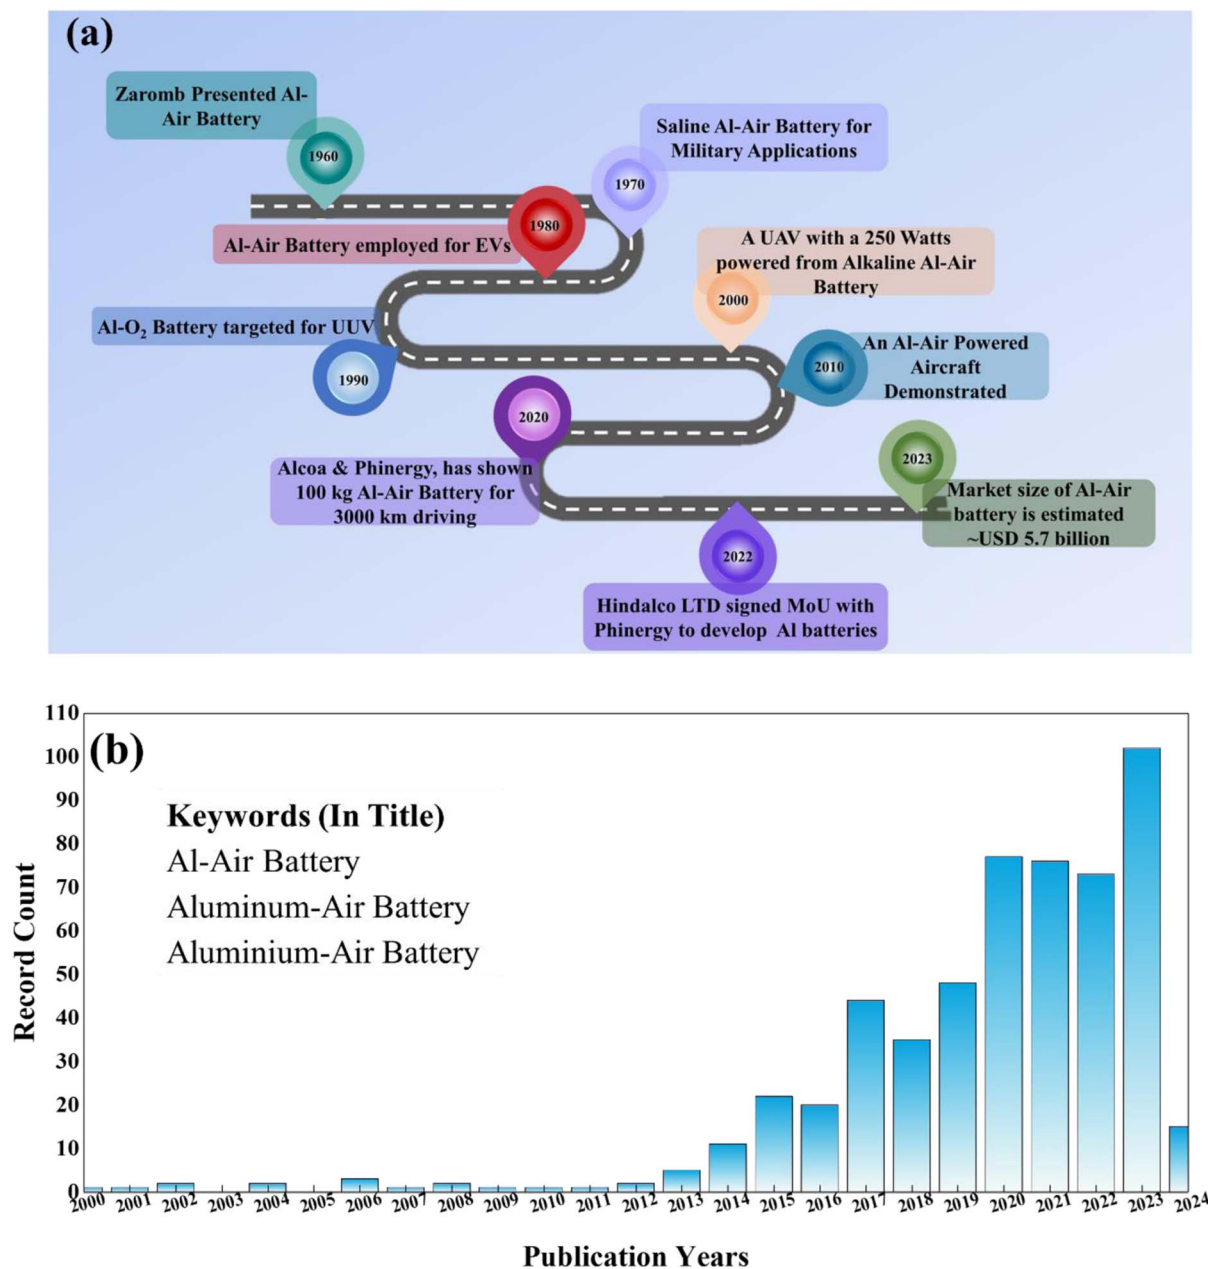 (a)
Zaromb Presented Al-
Air Battery
1960
Saline Al-Air Battery for
Military Applications
1970
Al-Air Battery employed for EVs
1980
A UAV with a 250 Watts
powered from Alkaline Al-Air
Battery
2000
Al-O₂ Battery targeted for UUV
1990
2010
An Al-Air Powered
Aircraft
Demonstrated
2020
Alcoa & Phinergy, has shown
100 kg Al-Air Battery for
3000 km driving
2023
Market size of Al-Air
battery is estimated
~USD 5.7 billion
2022
Hindalco LTD signed MoU with
Phinergy to develop Al batteries
(b)
Keywords (In Title)
Al-Air Battery
Aluminum-Air Battery
Aluminium-Air Battery
Record Count
110
100
90
80
70
60
50
40
30
20
10
0
2000 2001 2002 2003 2004 2005 2006 2007 2008 2009 2010 2011 2012 2013 2014 2015 2016 2017 2018 2019 2020 2021 2022 2023 2024
Publication Years